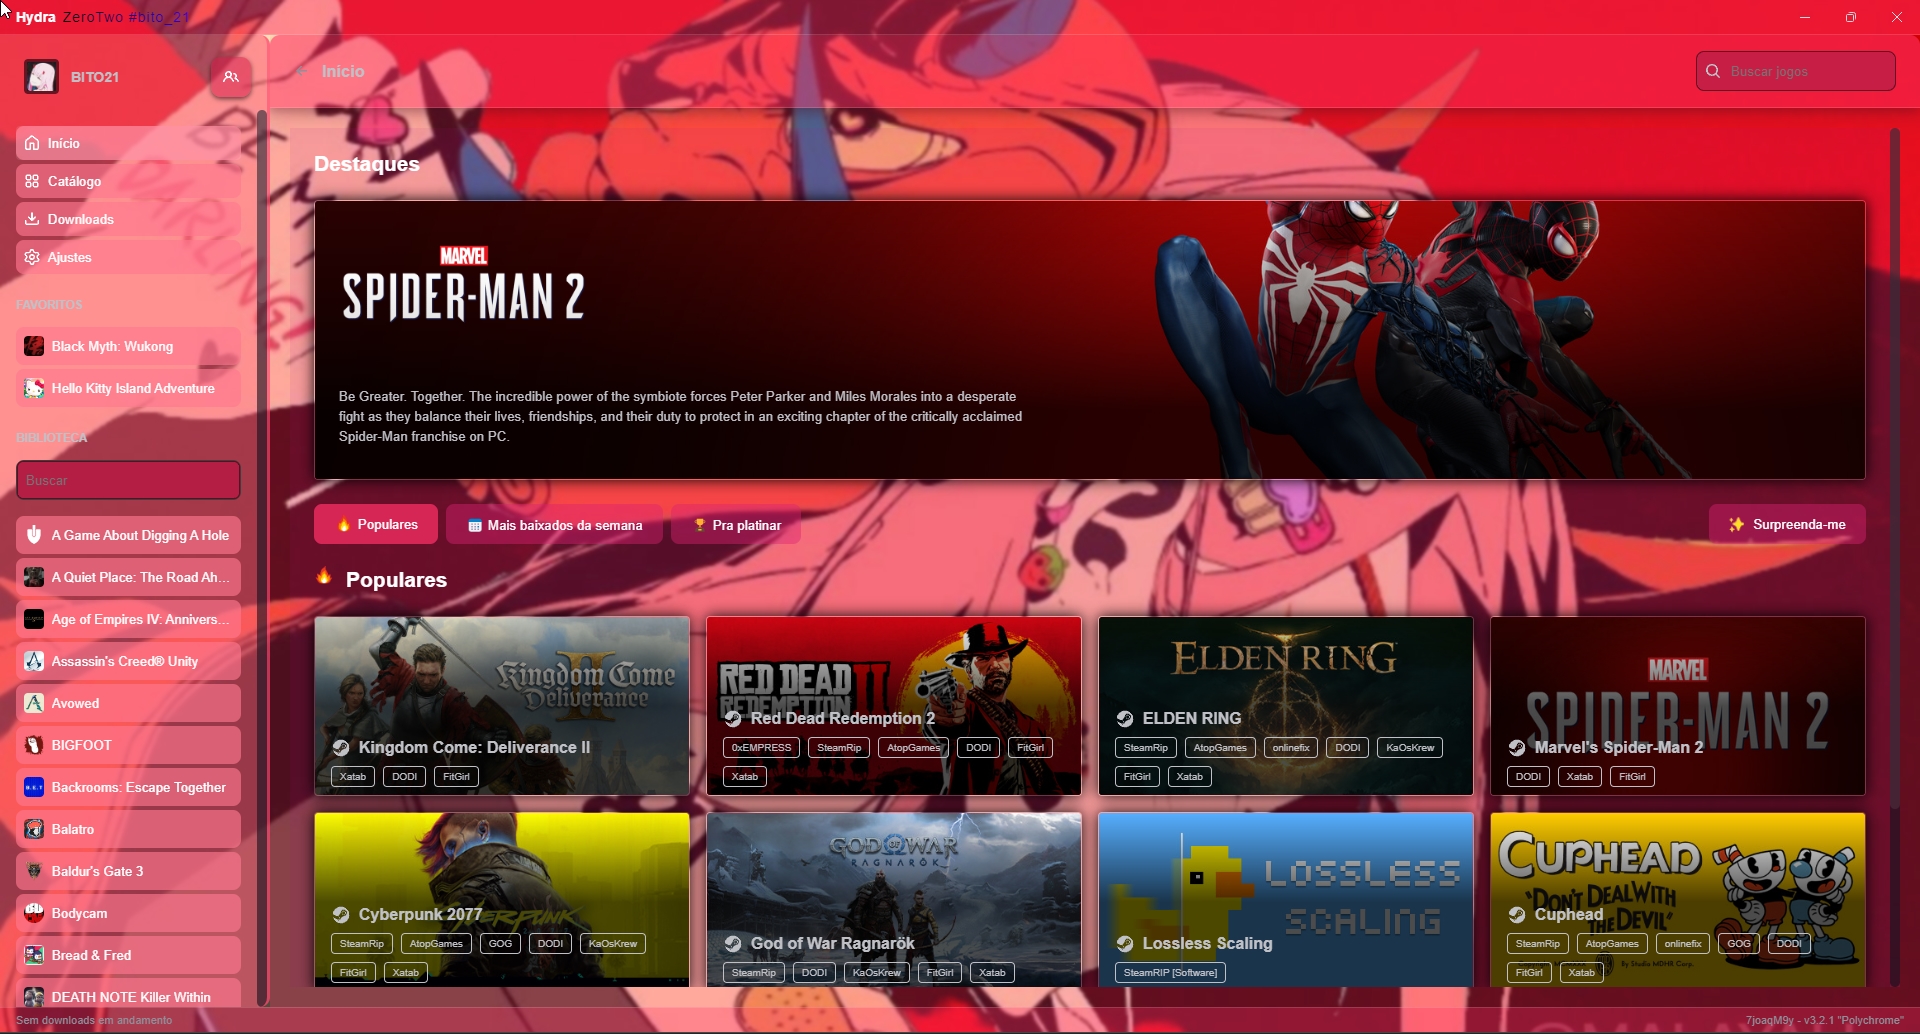 Hydra ZeroTwo #bito_21
BITO21
Início
Buscar jogos
Início
Catálogo
Downloads
Ajustes
FAVORITOS
Black Myth: Wukong
Hello Kitty Island Adventure
BIBLIOTECA
Buscar
A Game About Digging A Hole
A Quiet Place: The Road Ah...
Age of Empires IV: Annivers...
Assassin's Creed® Unity
Avowed
BIGFOOT
Backrooms: Escape Together
Balatro
Baldur's Gate 3
Bodycam
Bread & Fred
DEATH NOTE Killer Within
DARLING!
Destaques
MARVEL
SPIDER-MAN 2
Be Greater. Together. The incredible power of the symbiote forces Peter Parker and Miles Morales into a desperate
fight as they balance their lives, friendships, and their duty to protect in an exciting chapter of the critically acclaimed
Spider-Man franchise on PC.
Populares
Mais baixados da semana
Pra platinar
Surpreenda-me
Populares
Kingdom Come
II
Deliverance
Kingdom Come: Deliverance II
Xatab DODI FitGirl
RED DEAD
REDEMPTION II
Red Dead Redemption 2
0xEMPRESS SteamRip AtopGames DODI FitGirl
Xatab
ELDEN RING
ELDEN RING
SteamRip AtopGames onlinefix DODI KaOsKrew
FitGirl Xatab
MARVEL
SPIDER-MAN 2
Marvel's Spider-Man 2
DODI Xatab FitGirl
CYBERPUNK
Cyberpunk 2077
SteamRip AtopGames GOG DODI KaOsKrew
FitGirl Xatab
GOD OF WAR
RAGNARÖK
God of War Ragnarök
SteamRip DODI KaOsKrew FitGirl Xatab
LOSSLESS
SCALING
Lossless Scaling
SteamRIP [Software]
CUPHEAD
"DON'T DEAL WITH
THE DEVIL"
By Studio MDHR Corp.
Cuphead
SteamRip AtopGames onlinefix GOG DODI
FitGirl Xatab
Sem downloads em andamento
7joaqM9y - v3.2.1 "Polychrome"